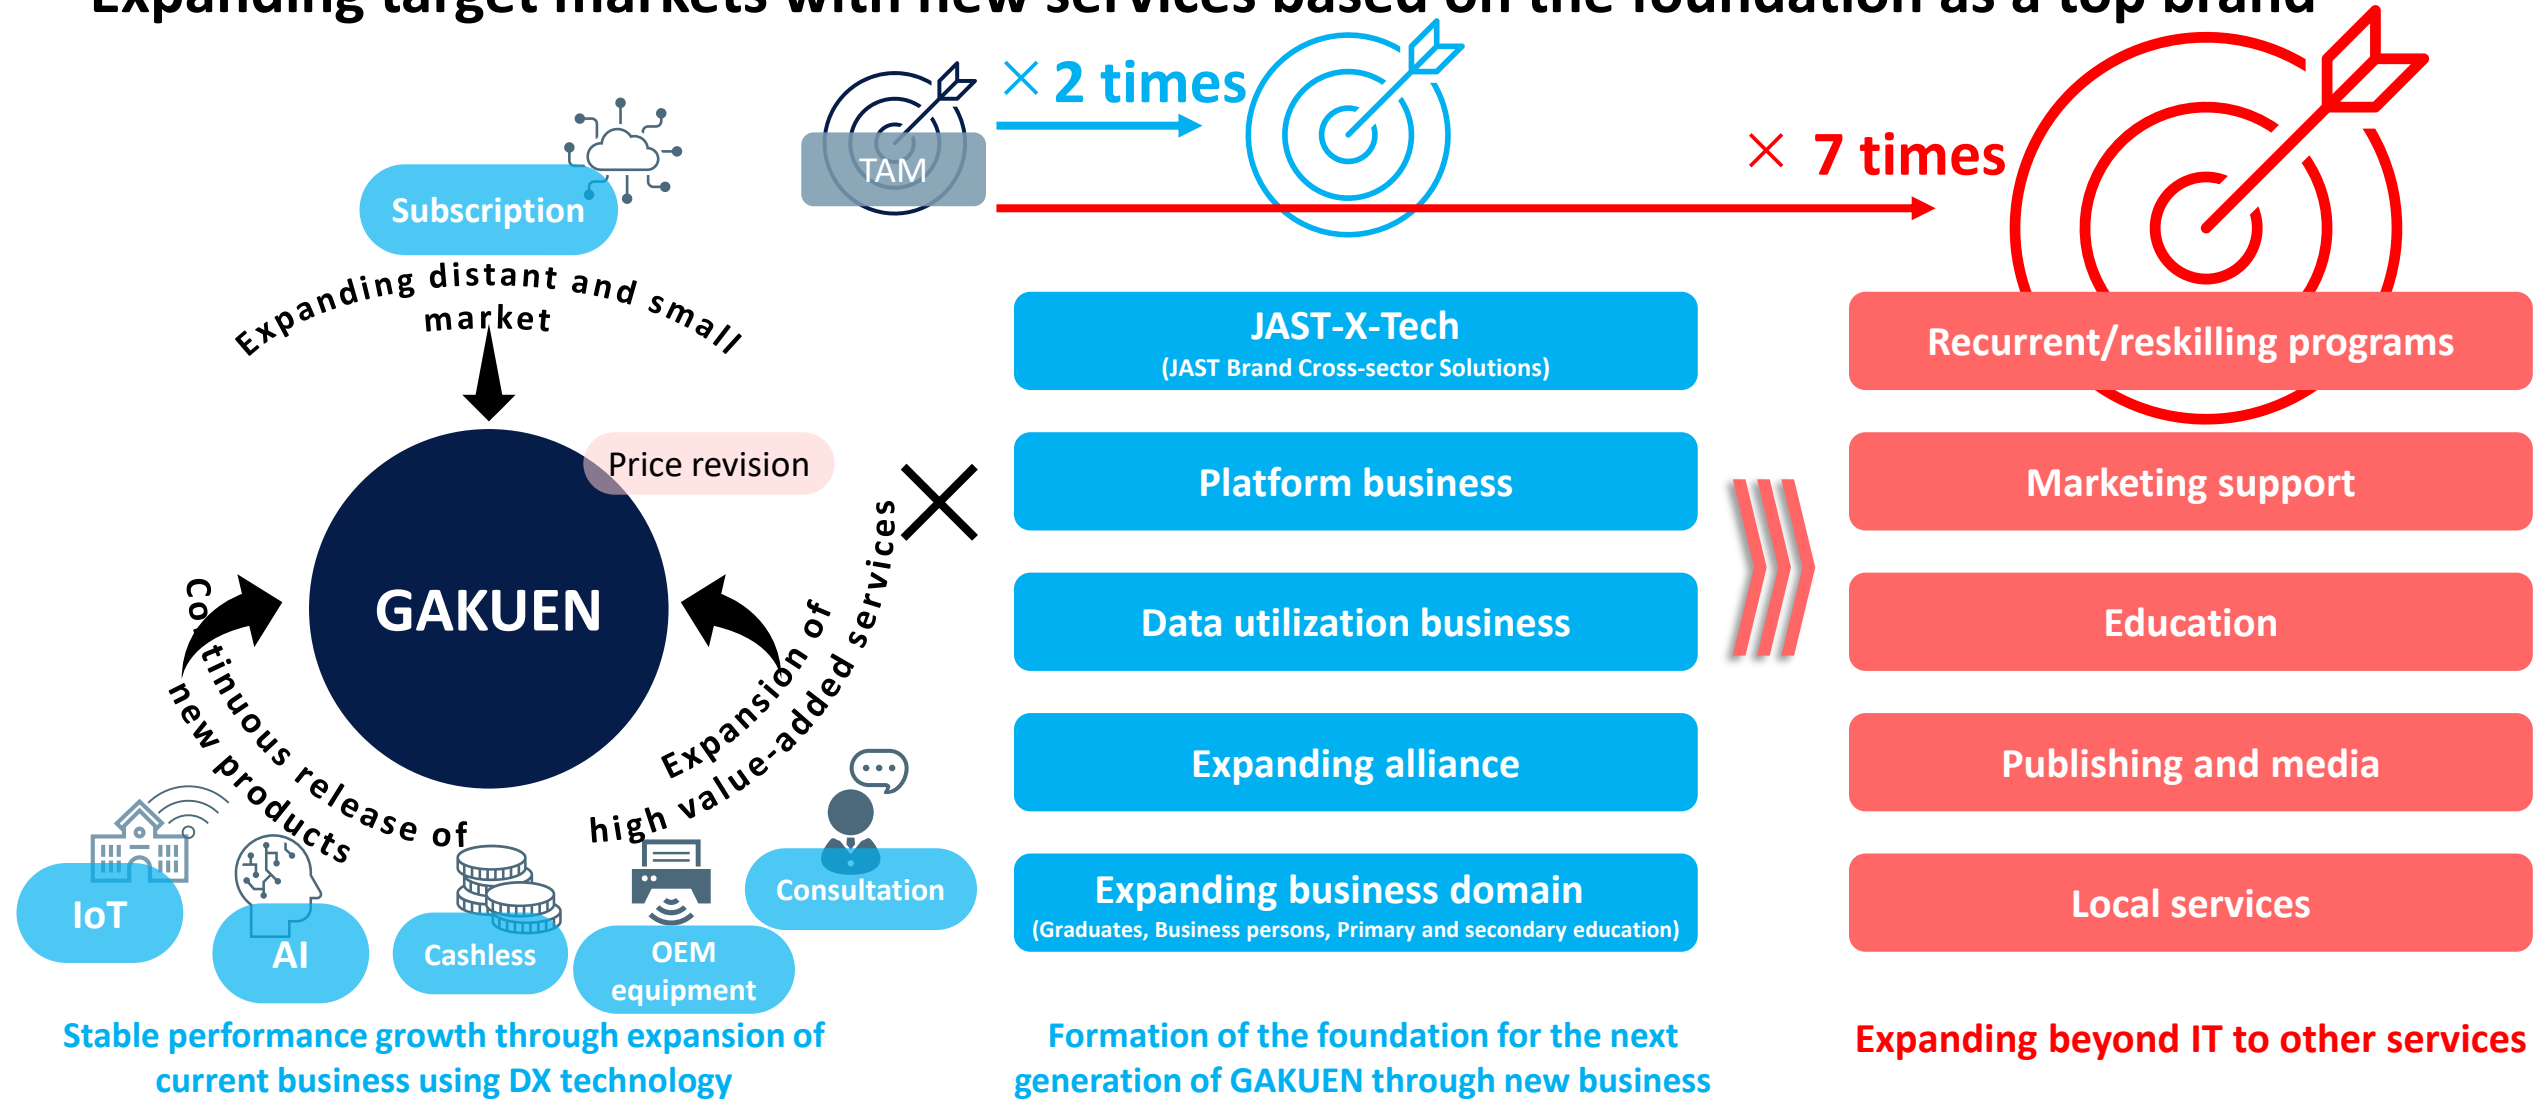 Expanding target markets with new services based on the foundation as a top brand
× 2 times
× 7 times
TAM
Subscription
Expanding distant and small
market
Price revision
GAKUEN
Continuous release of
new products
Expansion of
high value-added services
IoT
AI
Cashless
OEM
equipment
Consultation
Stable performance growth through expansion of
current business using DX technology
JAST-X-Tech
(JAST Brand Cross-sector Solutions)
Platform business
Data utilization business
Expanding alliance
Expanding business domain
(Graduates, Business persons, Primary and secondary education)
Formation of the foundation for the next
generation of GAKUEN through new business
Recurrent/reskilling programs
Marketing support
Education
Publishing and media
Local services
Expanding beyond IT to other services